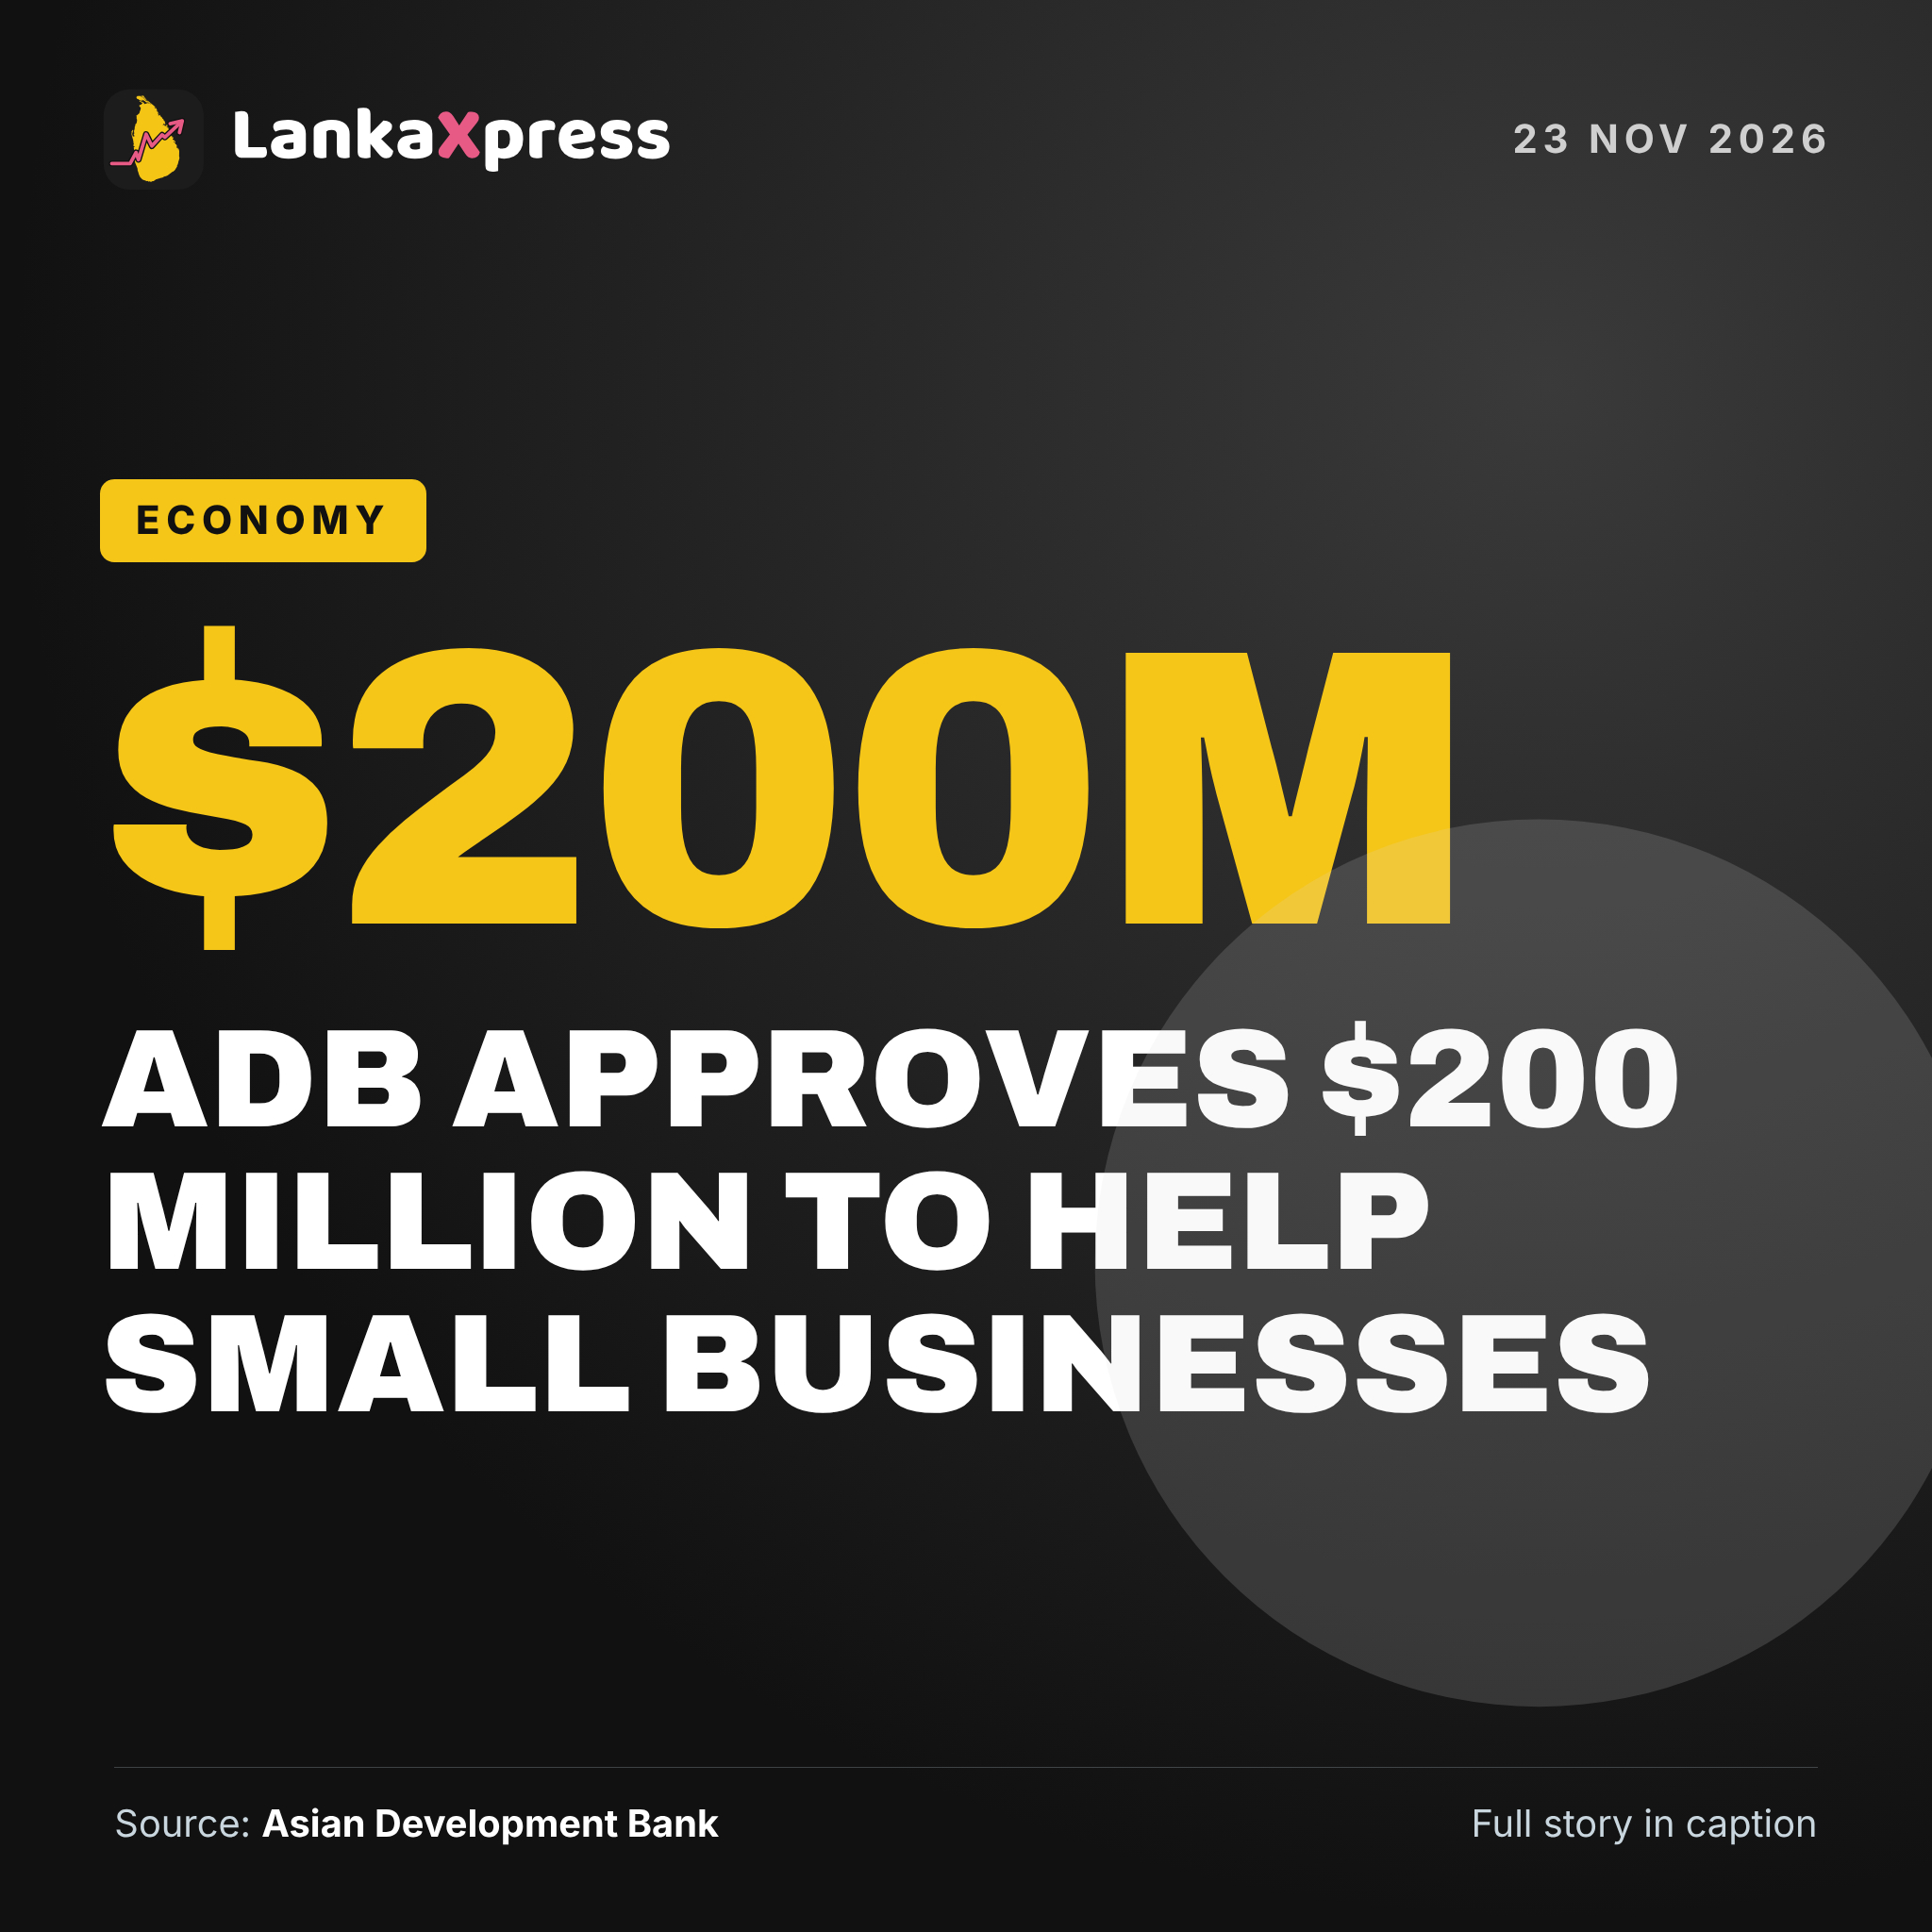 LankaXpress
23 NOV 2026
ECONOMY
$200M
ADB APPROVES $200
MILLION TO HELP
SMALL BUSINESSES
Source: Asian Development Bank
Full story in caption